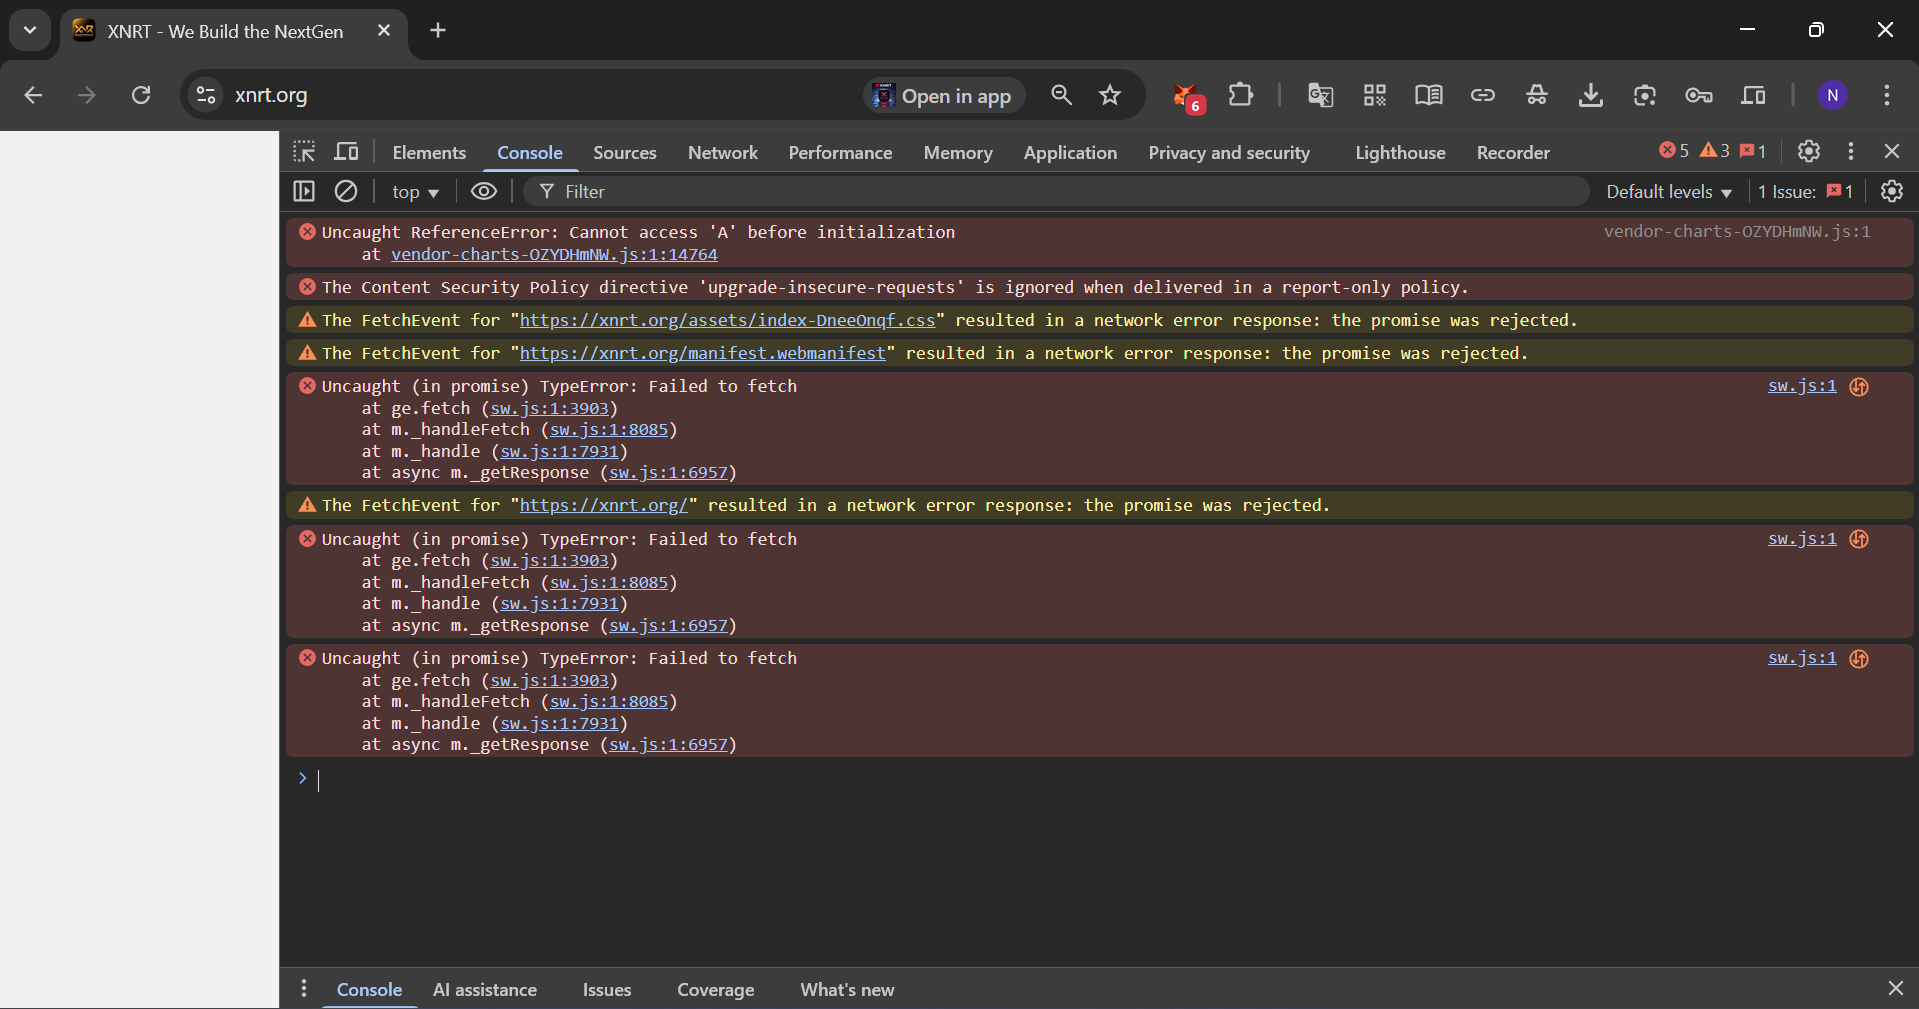 XNRT - We Build the NextGen
xnrt.org
Open in app
6
N
Elements Console Sources Network Performance Memory Application Privacy and security Lighthouse Recorder 5 3 1
top Filter Default levels 1 Issue: 1
Uncaught ReferenceError: Cannot access 'A' before initialization vendor-charts-OZYDHmNW.js:1
at vendor-charts-OZYDHmNW.js:1:14764
The Content Security Policy directive 'upgrade-insecure-requests' is ignored when delivered in a report-only policy.
The FetchEvent for "https://xnrt.org/assets/index-DneeOnqf.css" resulted in a network error response: the promise was rejected.
The FetchEvent for "https://xnrt.org/manifest.webmanifest" resulted in a network error response: the promise was rejected.
Uncaught (in promise) TypeError: Failed to fetch sw.js:1
at ge.fetch (sw.js:1:3903)
at m._handleFetch (sw.js:1:8085)
at m._handle (sw.js:1:7931)
at async m._getResponse (sw.js:1:6957)
The FetchEvent for "https://xnrt.org/" resulted in a network error response: the promise was rejected.
Uncaught (in promise) TypeError: Failed to fetch sw.js:1
at ge.fetch (sw.js:1:3903)
at m._handleFetch (sw.js:1:8085)
at m._handle (sw.js:1:7931)
at async m._getResponse (sw.js:1:6957)
Uncaught (in promise) TypeError: Failed to fetch sw.js:1
at ge.fetch (sw.js:1:3903)
at m._handleFetch (sw.js:1:8085)
at m._handle (sw.js:1:7931)
at async m._getResponse (sw.js:1:6957)
Console AI assistance Issues Coverage What's new